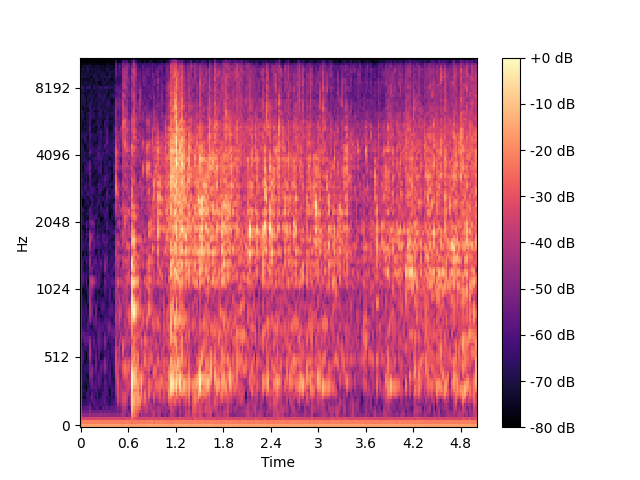 +0 dB
8192
-10 dB
4096
-20 dB
2048
-30 dB
Hz
-40 dB
1024
-50 dB
512
-60 dB
-70 dB
0
-80 dB
0 0.6 1.2 1.8 2.4 3 3.6 4.2 4.8
Time